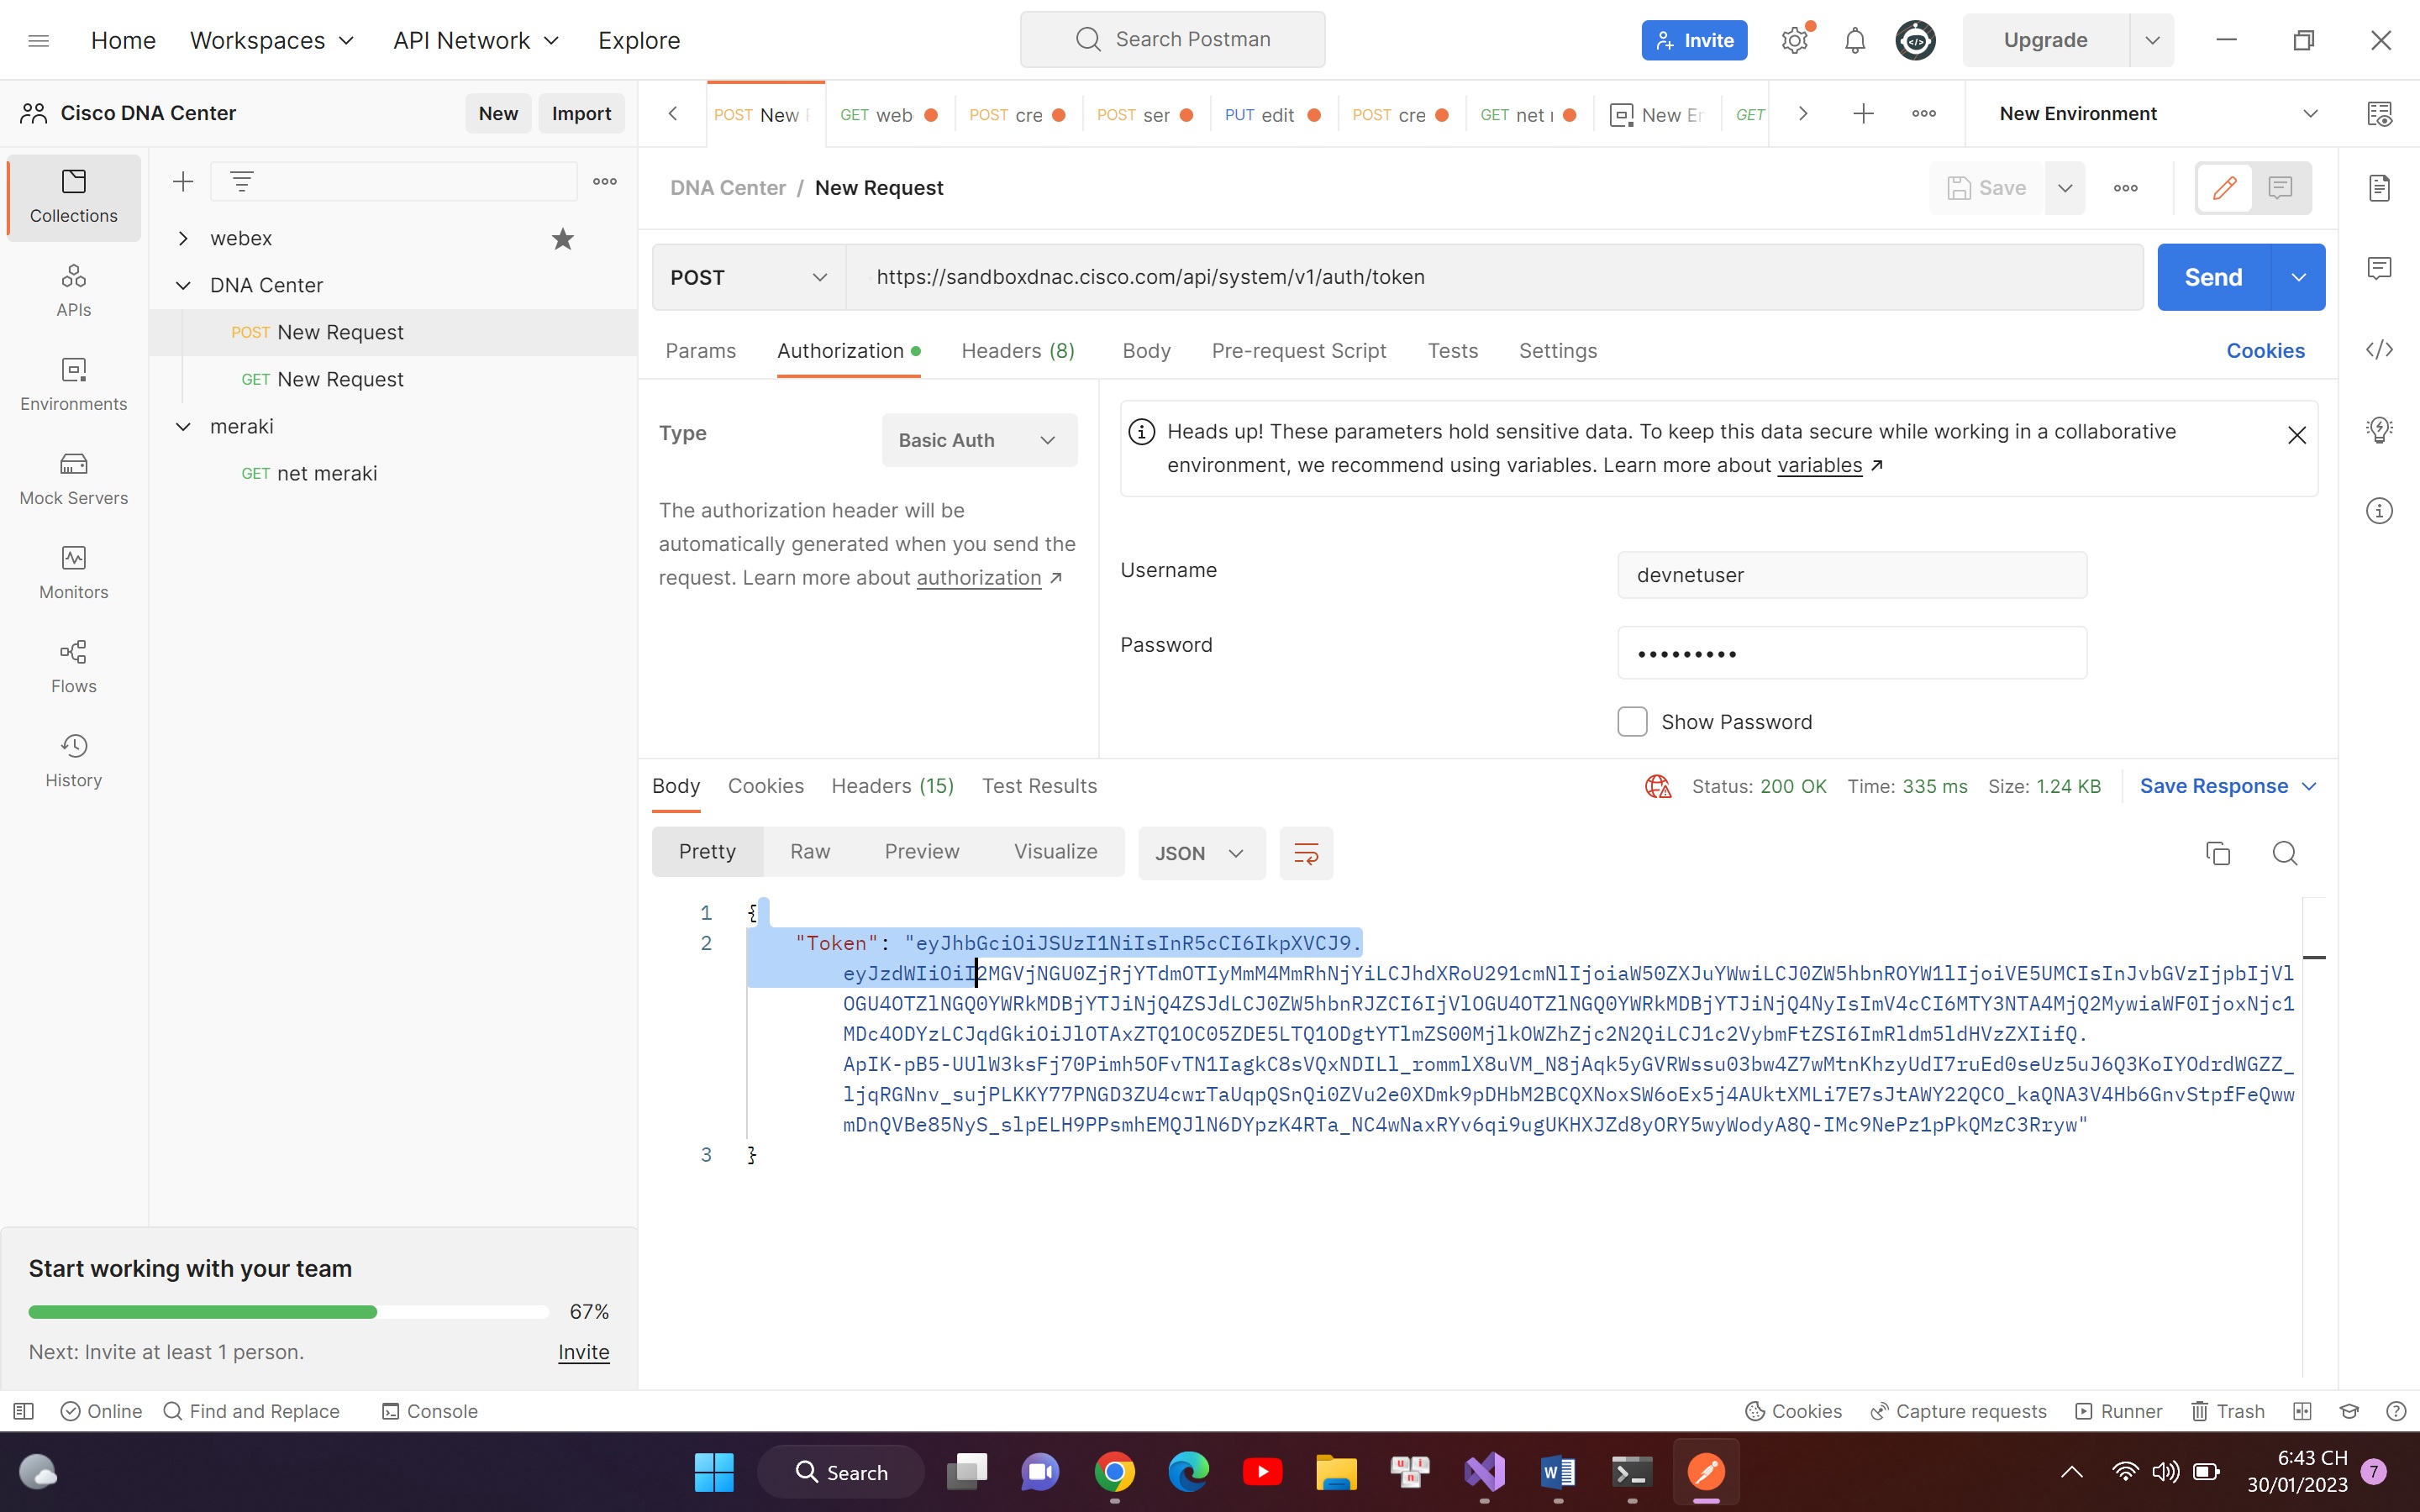 Home Workspaces API Network Explore Search Postman Invite Upgrade
Cisco DNA Center New Import POST New GET web POST cre POST ser PUT edit POST cre GET net New Er GET New Environment
Collections
APIs
Environments
Mock Servers
Monitors
Flows
History
webex
DNA Center
POST New Request
GET New Request
meraki
GET net meraki
DNA Center / New Request Save
POST https://sandboxdnac.cisco.com/api/system/v1/auth/token Send
Params Authorization Headers (8) Body Pre-request Script Tests Settings Cookies
Type Basic Auth
The authorization header will be
automatically generated when you send the
request. Learn more about authorization ↗
Heads up! These parameters hold sensitive data. To keep this data secure while working in a collaborative
environment, we recommend using variables. Learn more about variables ↗
Username devnetuser
Password •••••••••
Show Password
Body Cookies Headers (15) Test Results Status: 200 OK Time: 335 ms Size: 1.24 KB Save Response
Pretty Raw Preview Visualize JSON
1 {
2 "Token": "eyJhbGciOiJSUzI1NiIsInR5cCI6IkpXVCJ9.
eyJzdWIiOiI2MGVjNGU0ZjRjYTdmOTIyMmM4MmRhNjYiLCJhdXRoU291cmNlIjoiaW50ZXJuYWwiLCJ0ZW5hbnROYW1lIjoiVE5UMCIsInJvbGVzIjpbIjVl
OGU4OTZlNGQ0YWRkMDBjYTJiNjQ4ZSJdLCJ0ZW5hbnRJZCI6IjVlOGU4OTZlNGQ0YWRkMDBjYTJiNjQ4NyIsImV4cCI6MTY3NTA4MjQ2MywiaWF0IjoxNjc1
MDc4ODYzLCJqdGkiOiJlOTAxZTQ1OC05ZDE5LTQ1ODgtYTlmZS00MjlkOWZhZjc2N2QiLCJ1c2VybmFtZSI6ImRldm5ldHVzZXIifQ.
ApIK-pB5-UUlW3ksFj70Pimh5OFvTN1IagkC8sVQxNDILl_rommlX8uVM_N8jAqk5yGVRWssu03bw4Z7wMtnKhzyUdI7ruEd0seUz5uJ6Q3KoIYOdrdWGZZ_
ljqRGNnv_sujPLKKY77PNGD3ZU4cwrTaUqpQSnQi0ZVu2e0XDmk9pDHbM2BCQXNoxSW6oEx5j4AUktXMLi7E7sJtAWY22QCO_kaQNA3V4Hb6GnvStpfFeQww
mDnQVBe85NyS_slpELH9PPsmhEMQJlN6DYpzK4RTa_NC4wNaxRYv6qi9ugUKHXJZd8yORY5wyWodyA8Q-IMc9NePz1pPkQMzC3Rryw"
3 }
Start working with your team
67%
Next: Invite at least 1 person. Invite
Online Find and Replace Console Cookies Capture requests Runner Trash
Search
6:43 CH
30/01/2023 7